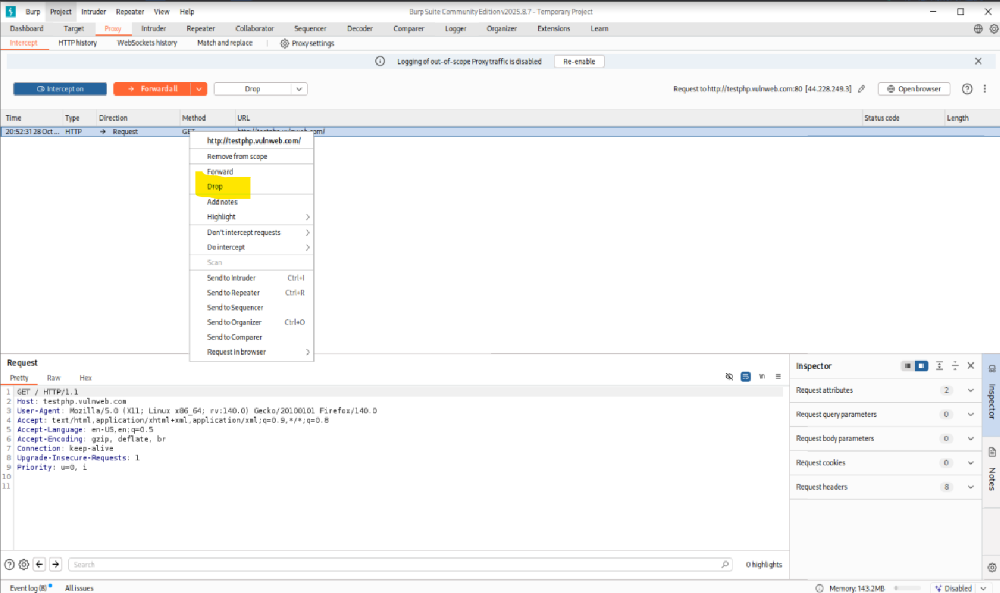 Burp Project Intruder Repeater View Help Burp Suite Community Edition v2025.8.7 - Temporary Project
Dashboard Target Proxy Intruder Repeater Collaborator Sequencer Decoder Comparer Logger Organizer Extensions Learn
Intercept HTTP history WebSockets history Match and replace Proxy settings
Logging of out-of-scope Proxy traffic is disabled Re-enable
Intercept on Forward all Drop Request to http://testphp.vulnweb.com:80 [44.228.249.3] Open browser
Time Type Direction Method URL Status code Length
20:52:31 28 Oct ... HTTP Request GET http://testphp.vulnweb.com/
http://testphp.vulnweb.com/
Remove from scope
Forward
Drop
Add notes
Highlight
Don't intercept requests
Do intercept
Scan
Send to Intruder Ctrl+I
Send to Repeater Ctrl+R
Send to Sequencer
Send to Organizer Ctrl+O
Send to Comparer
Request in browser
Request
Pretty Raw Hex \n
1 GET / HTTP/1.1
2 Host: testphp.vulnweb.com
3 User-Agent: Mozilla/5.0 (X11; Linux x86_64; rv:140.0) Gecko/20100101 Firefox/140.0
4 Accept: text/html,application/xhtml+xml,application/xml;q=0.9,*/*;q=0.8
5 Accept-Language: en-US,en;q=0.5
6 Accept-Encoding: gzip, deflate, br
7 Connection: keep-alive
8 Upgrade-Insecure-Requests: 1
9 Priority: u=0, i
10
11
Inspector
Request attributes 2
Request query parameters 0
Request body parameters 0
Request cookies 0
Request headers 8
Inspector
Notes
Search 0 highlights
Event log (8) All issues Memory: 143.2MB Disabled